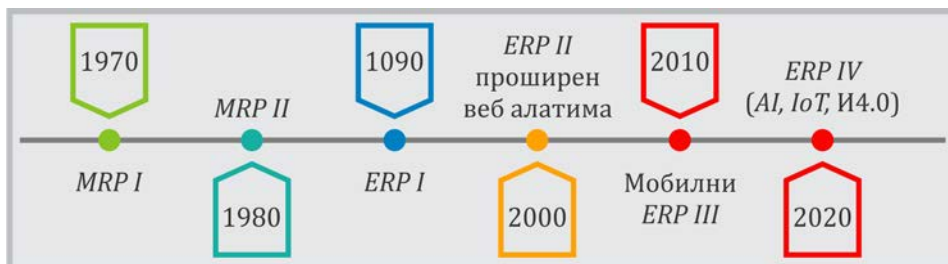 1970
MRP I
MRP II
1980
1090
ERP I
ERP II
проширен
веб алатима
2000
2010
Мобилни
ERP III
ERP IV
(AI, IoT, И4.0)
2020